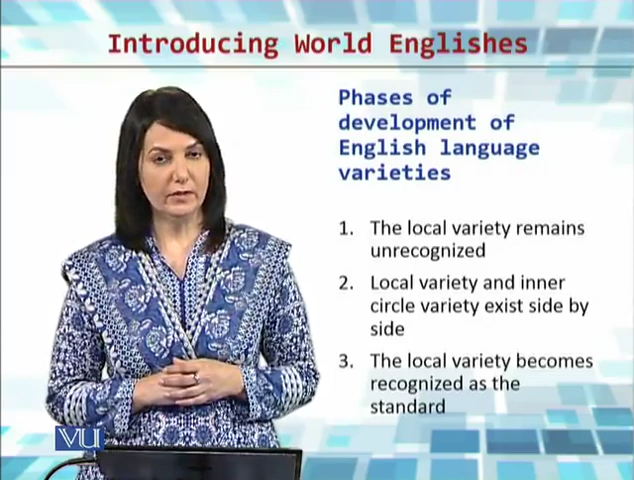 Introducing World Englishes
Phases of
development of
English language
varieties
1. The local variety remains
unrecognized
2. Local variety and inner
circle variety exist side by
side
3. The local variety becomes
recognized as the
standard
VU